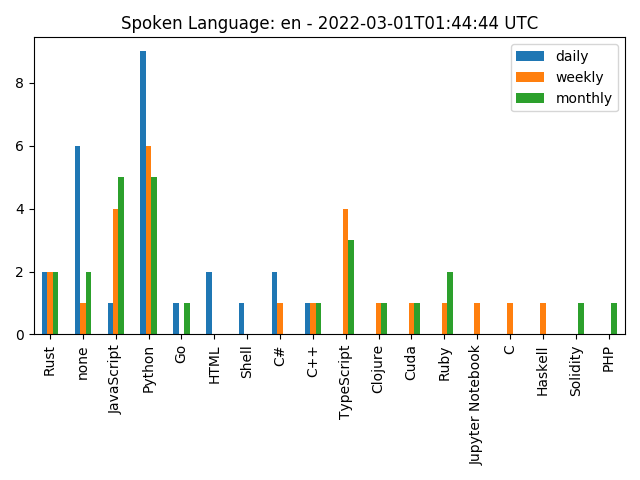 Spoken Language: en - 2022-03-01T01:44:44 UTC
daily
weekly
monthly
8
6
4
2
0
Rust
none
JavaScript
Python
Go
HTML
Shell
C#
C++
TypeScript
Clojure
Cuda
Ruby
Jupyter Notebook
C
Haskell
Solidity
PHP